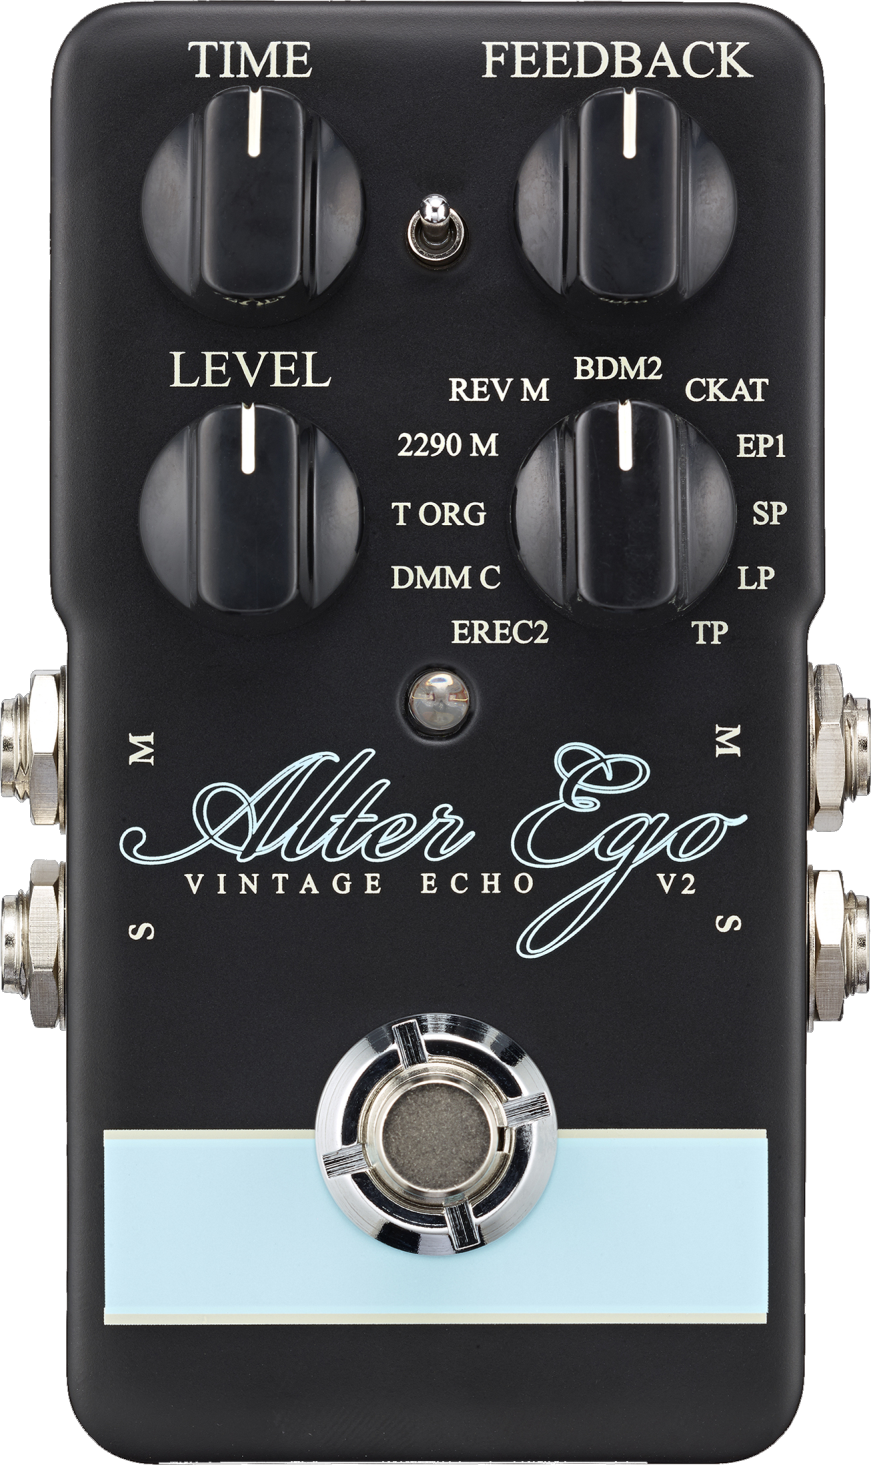 TIME
FEEDBACK
LEVEL
BDM2
REV M
CKAT
2290 M
EP1
T ORG
SP
DMM C
LP
EREC2
TP
M
M
Alter Ego
VINTAGE ECHO V2
S
S